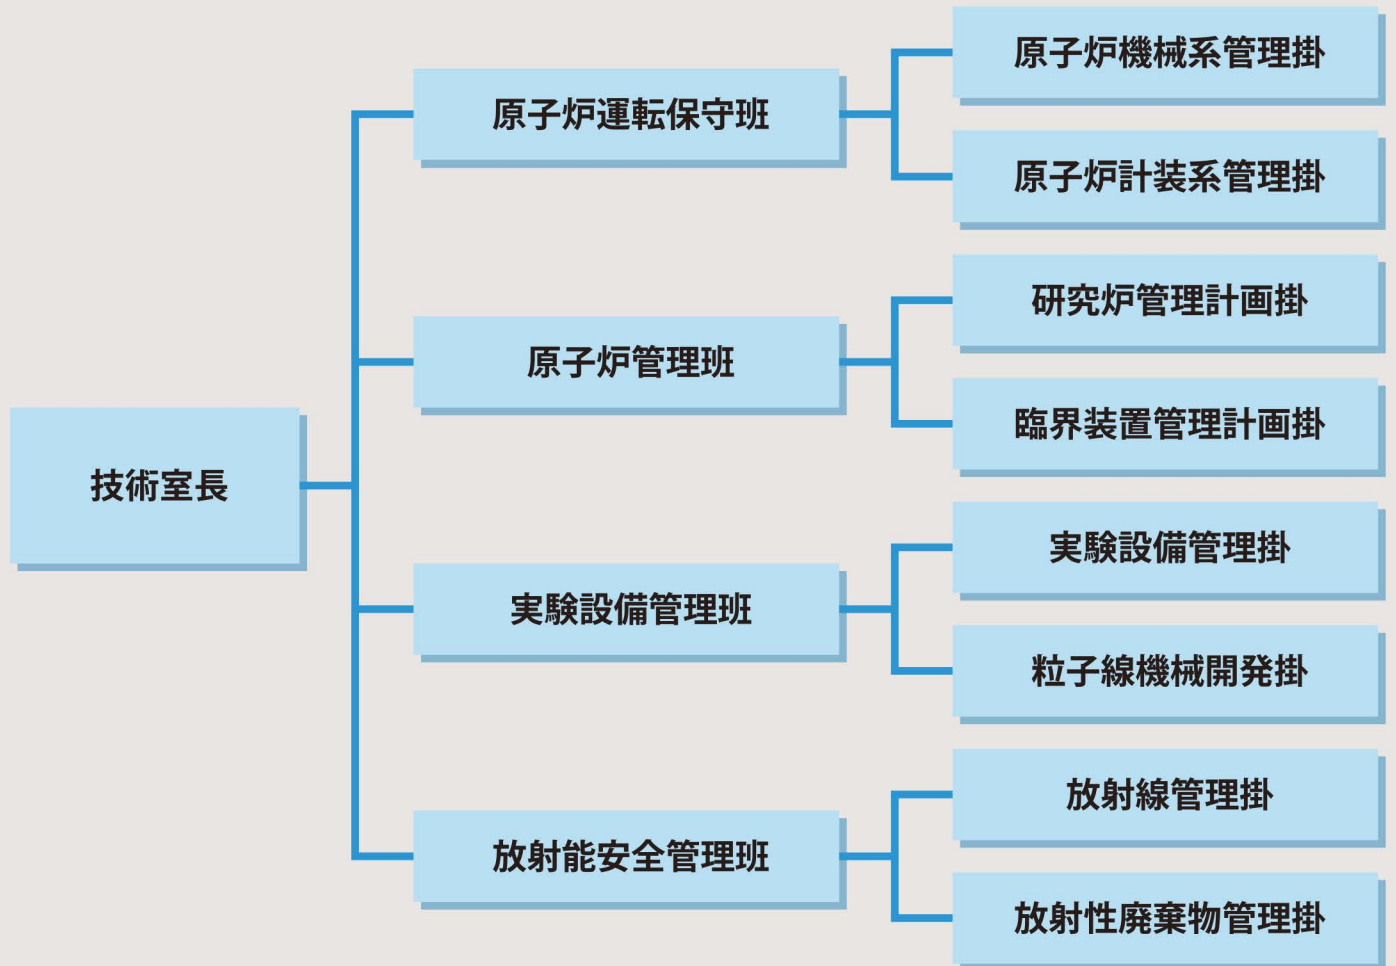 技術室長
原子炉運転保守班
原子炉機械系管理掛
原子炉計装系管理掛
原子炉管理班
研究炉管理計画掛
臨界装置管理計画掛
実験設備管理班
実験設備管理掛
粒子線機械開発掛
放射能安全管理班
放射線管理掛
放射性廃棄物管理掛